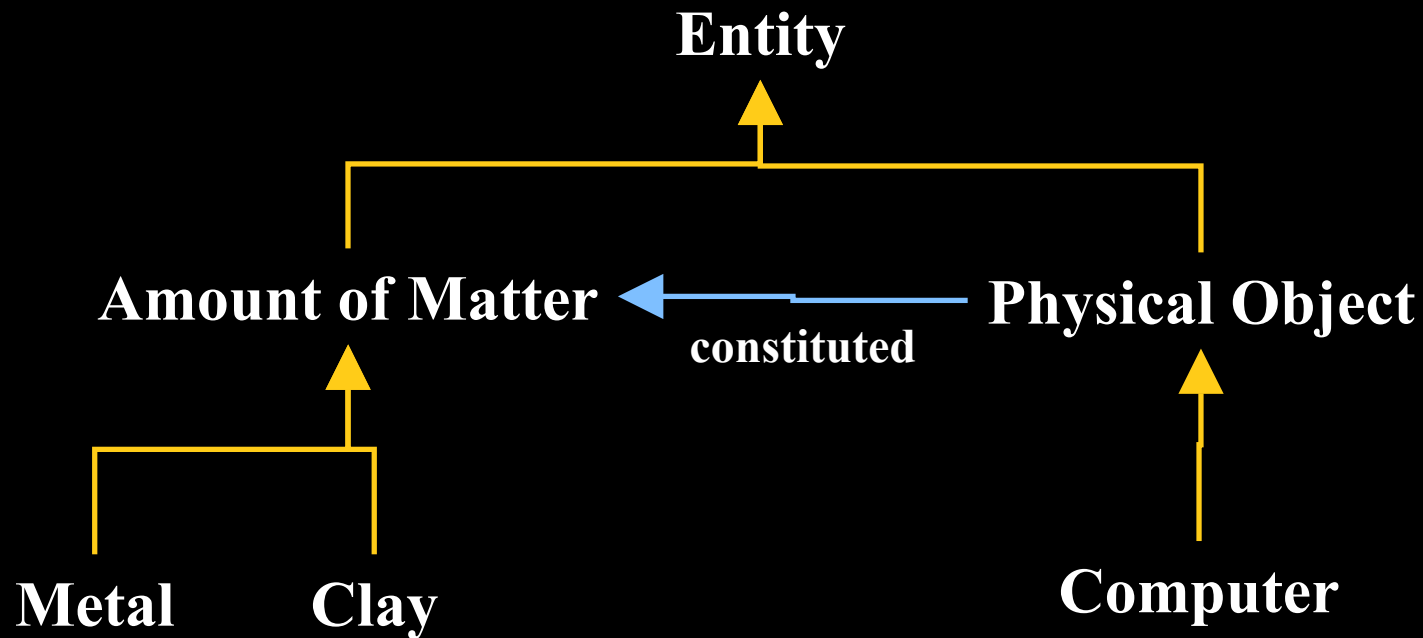 Entity
Amount of Matter
Physical Object
constituted
Metal
Clay
Computer